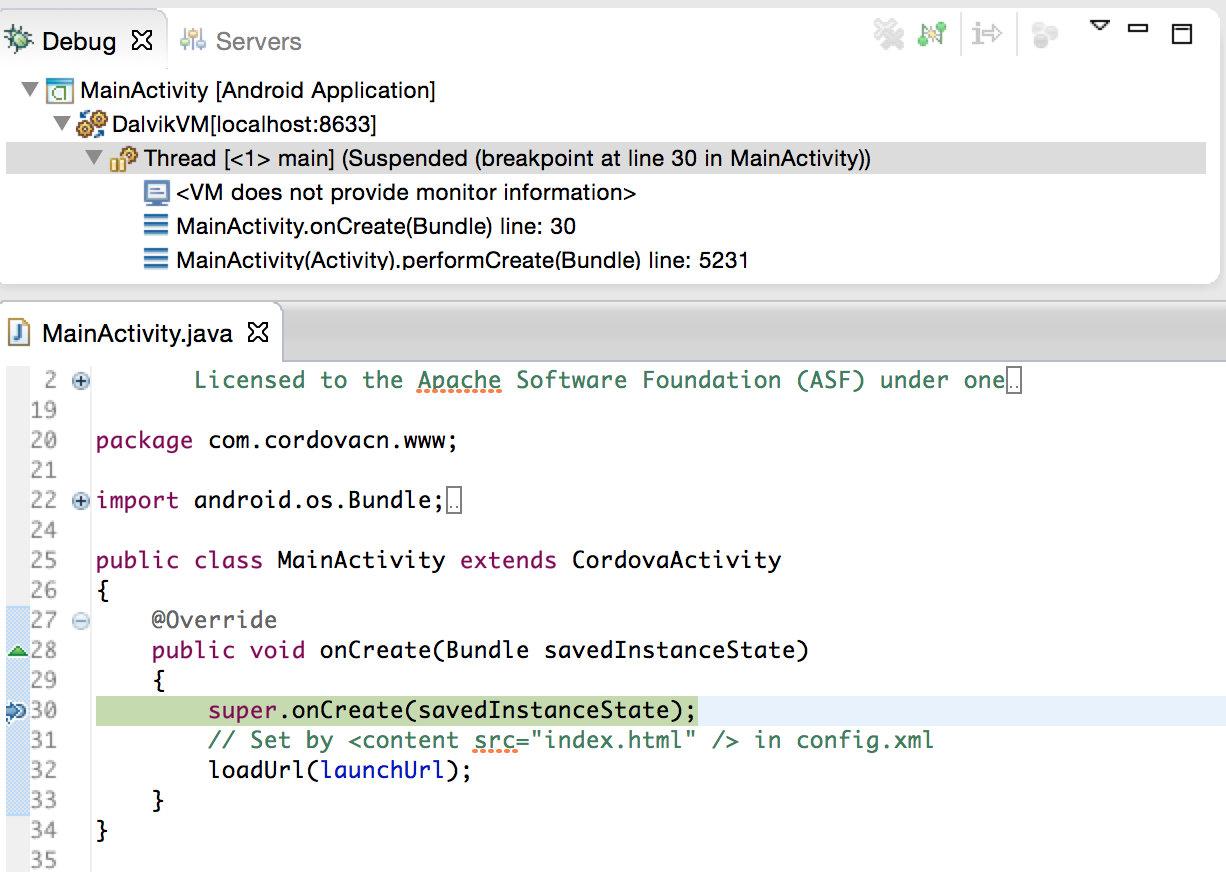 Debug Servers
MainActivity [Android Application]
DalvikVM[localhost:8633]
Thread [<1> main] (Suspended (breakpoint at line 30 in MainActivity))
<VM does not provide monitor information>
MainActivity.onCreate(Bundle) line: 30
MainActivity(Activity).performCreate(Bundle) line: 5231
MainActivity.java
2 Licensed to the Apache Software Foundation (ASF) under one..
19
20 package com.cordovacn.www;
21
22 import android.os.Bundle;..
24
25 public class MainActivity extends CordovaActivity
26 {
27 @Override
28 public void onCreate(Bundle savedInstanceState)
29 {
30 super.onCreate(savedInstanceState);
31 // Set by <content src="index.html" /> in config.xml
32 loadUrl(launchUrl);
33 }
34 }
35